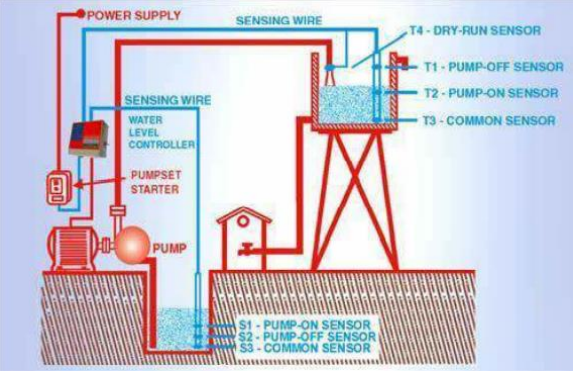 POWER SUPPLY
SENSING WIRE
T4 - DRY-RUN SENSOR
T1 - PUMP-OFF SENSOR
T2 - PUMP-ON SENSOR
T3 - COMMON SENSOR
SENSING WIRE
WATER
LEVEL
CONTROLLER
PUMPSET
STARTER
PUMP
S1 - PUMP-ON SENSOR
S2 - PUMP-OFF SENSOR
S3 - COMMON SENSOR